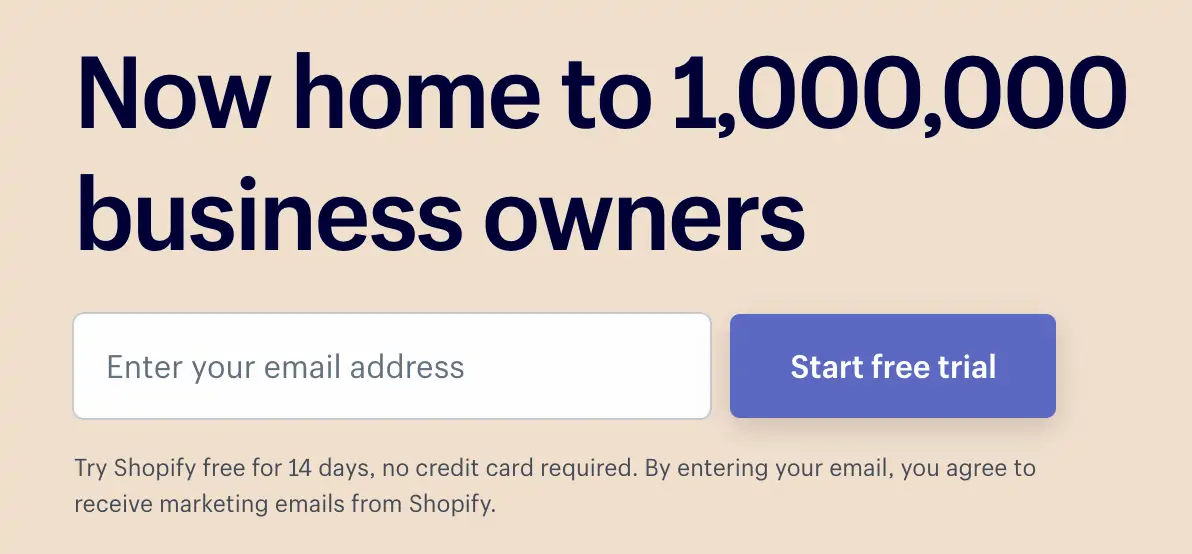 Now home to 1,000,000
business owners
Enter your email address
Start free trial
Try Shopify free for 14 days, no credit card required. By entering your email, you agree to
receive marketing emails from Shopify.